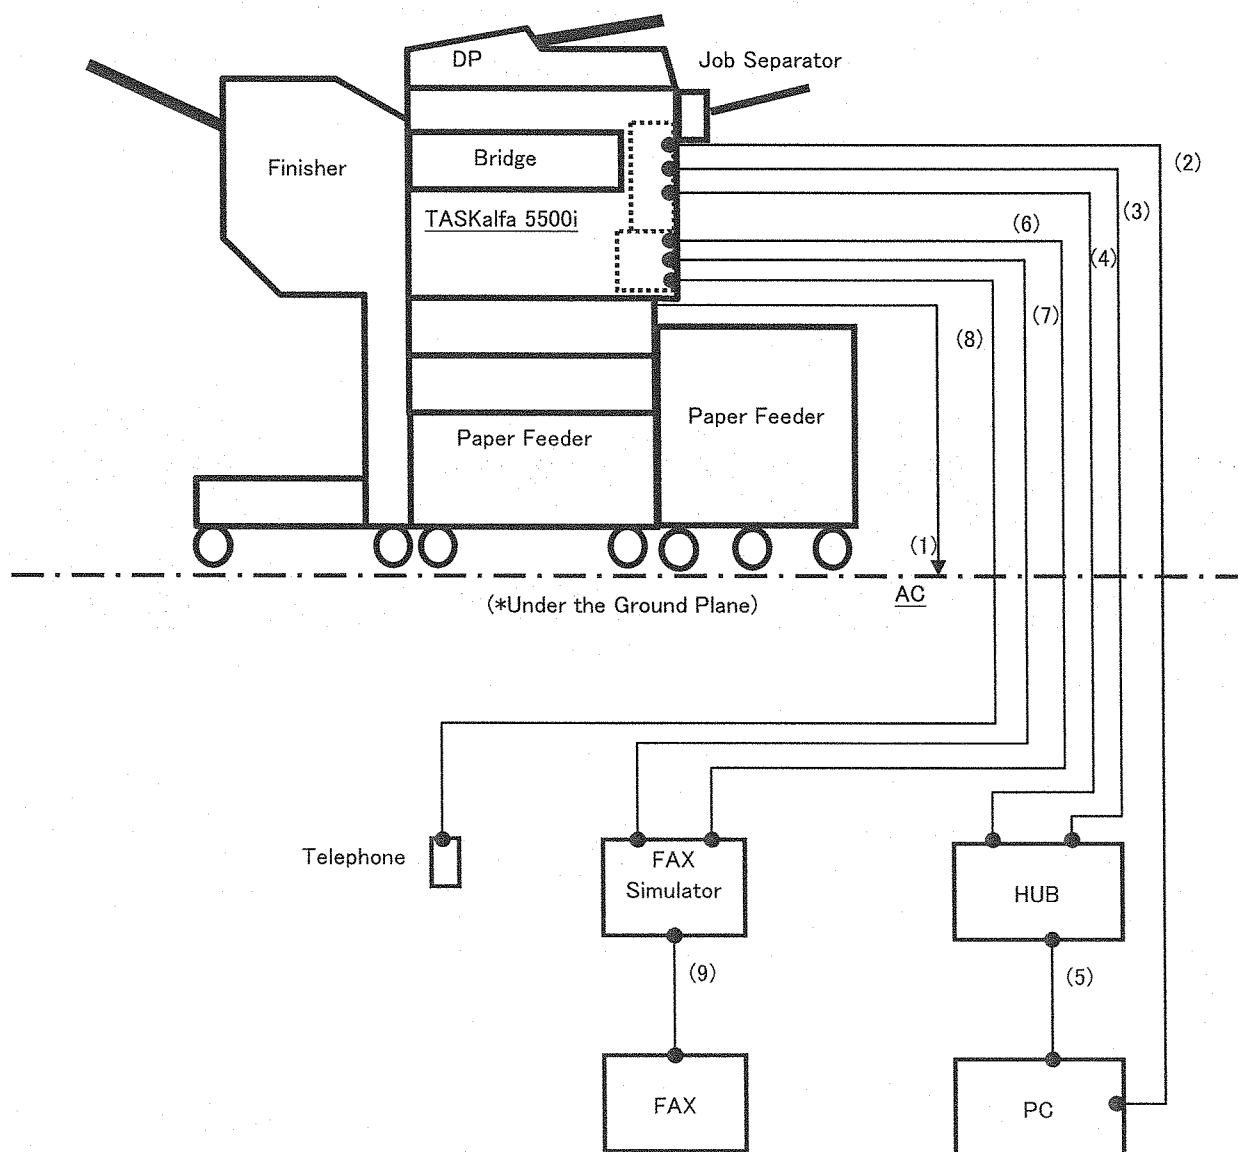 DP
Job Separator
Finisher
Bridge
(2)
(3)
TASKalfa 5500i
(6)
(4)
(7)
(8)
Paper Feeder
Paper Feeder
(1)
(*Under the Ground Plane)
AC
Telephone
FAX
Simulator
HUB
(9)
(5)
FAX
PC